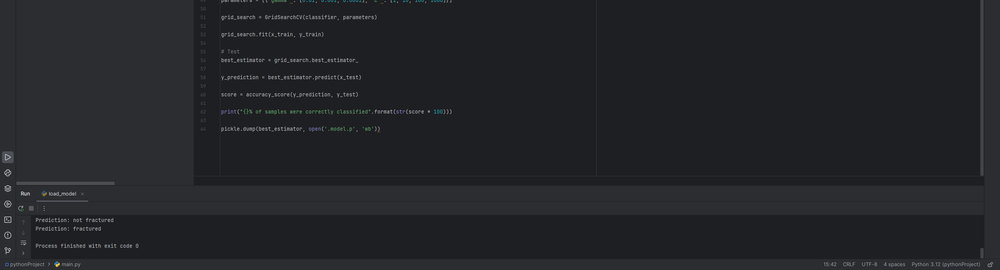 49 parameters = [{'gamma': [0.01, 0.001, 0.0001], 'C': [1, 10, 100, 1000]}]
50
51 grid_search = GridSearchCV(classifier, parameters)
52
53 grid_search.fit(x_train, y_train)
54
55 # Test
56 best_estimator = grid_search.best_estimator_
57
58 y_prediction = best_estimator.predict(x_test)
59
60 score = accuracy_score(y_prediction, y_test)
61
62 print("{}% of samples were correctly classified".format(str(score * 100)))
63
64 pickle.dump(best_estimator, open('.model.p', 'wb'))
Run load_model
Prediction: not fractured
Prediction: fractured
Process finished with exit code 0
pythonProject > main.py 15:42 CRLF UTF-8 4 spaces Python 3.12 (pythonProject)